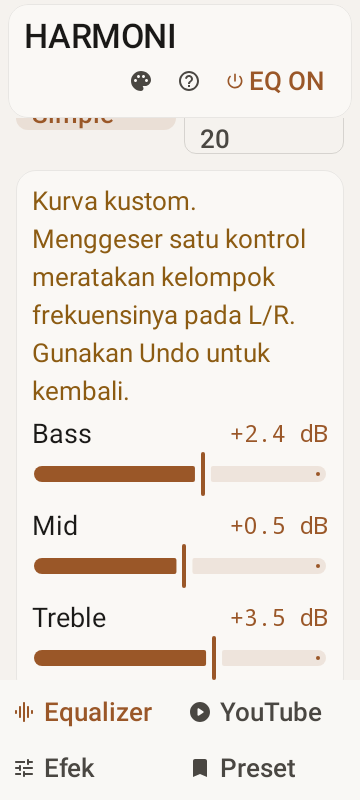 HARMONI
EQ ON
Simple
20
Kurva kustom.
Menggeser satu kontrol
meratakan kelompok
frekuensinya pada L/R.
Gunakan Undo untuk
kembali.
Bass +2.4 dB
Mid +0.5 dB
Treble +3.5 dB
Equalizer YouTube
Efek Preset